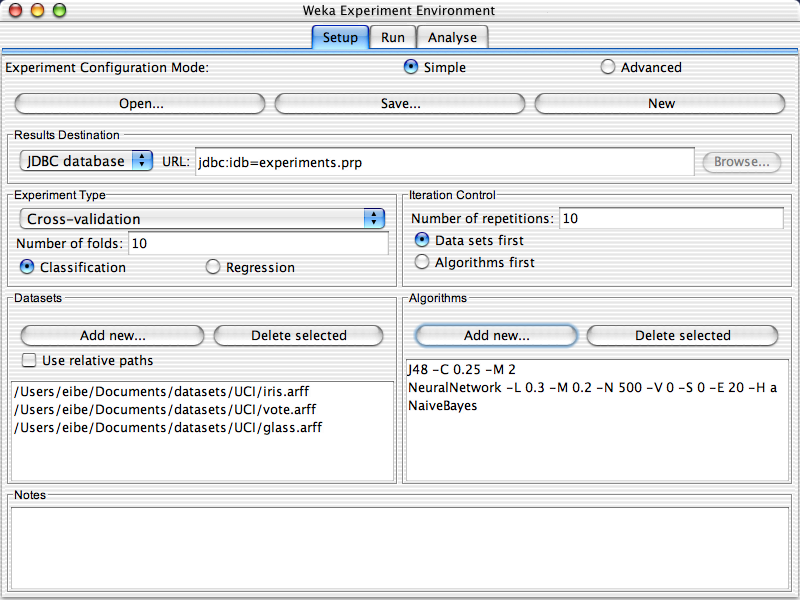 Weka Experiment Environment
Setup Run Analyse
Experiment Configuration Mode: Simple Advanced
Open... Save... New
Results Destination
JDBC database URL: jdbc:idb=experiments.prp Browse...
Experiment Type
Cross-validation
Number of folds: 10
Classification Regression
Iteration Control
Number of repetitions: 10
Data sets first
Algorithms first
Datasets
Add new... Delete selected
Use relative paths
/Users/eibe/Documents/datasets/UCI/iris.arff
/Users/eibe/Documents/datasets/UCI/vote.arff
/Users/eibe/Documents/datasets/UCI/glass.arff
Algorithms
Add new... Delete selected
J48 -C 0.25 -M 2
NeuralNetwork -L 0.3 -M 0.2 -N 500 -V 0 -S 0 -E 20 -H a
NaiveBayes
Notes